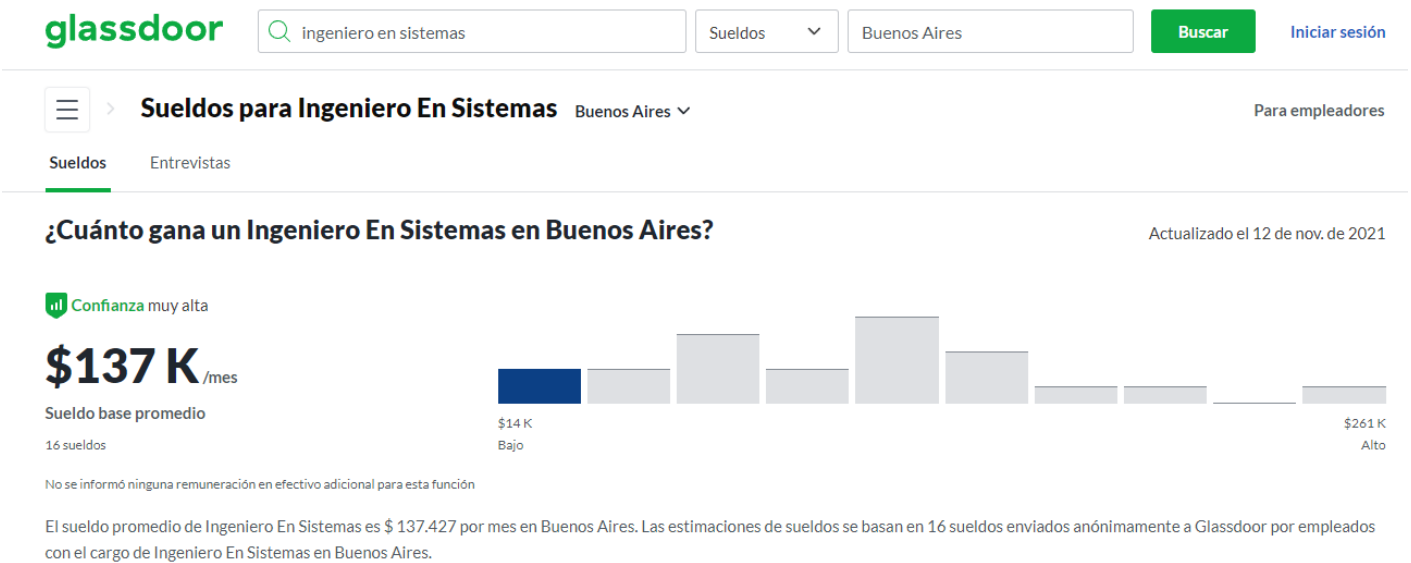 glassdoor
ingeniero en sistemas
Sueldos
Buenos Aires
Buscar
Iniciar sesión
Sueldos para Ingeniero En Sistemas
Buenos Aires
Para empleadores
Sueldos
Entrevistas
¿Cuánto gana un Ingeniero En Sistemas en Buenos Aires?
Actualizado el 12 de nov. de 2021
Confianza muy alta
$137 K /mes
Sueldo base promedio
16 sueldos
$14 K
Bajo
$261 K
Alto
No se informó ninguna remuneración en efectivo adicional para esta función
El sueldo promedio de Ingeniero En Sistemas es $ 137.427 por mes en Buenos Aires. Las estimaciones de sueldos se basan en 16 sueldos enviados anónimamente a Glassdoor por empleados
con el cargo de Ingeniero En Sistemas en Buenos Aires.